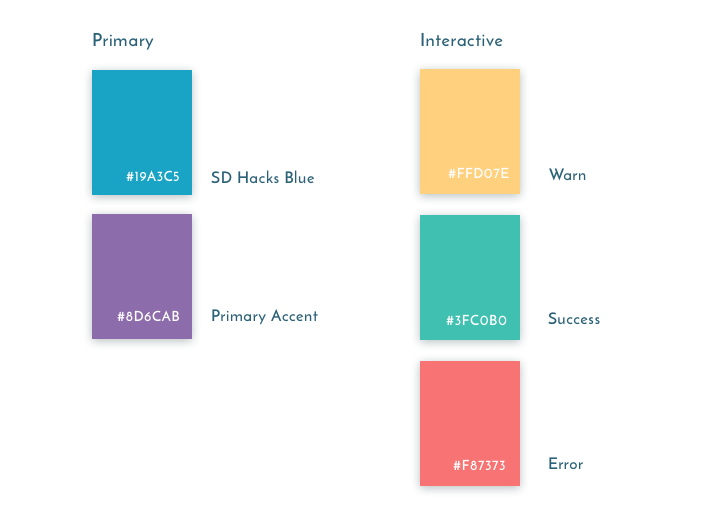 Primary
#19A3C5
SD Hacks Blue
#8D6CAB
Primary Accent
Interactive
#FFD07E
Warn
#3FC0B0
Success
#F87373
Error